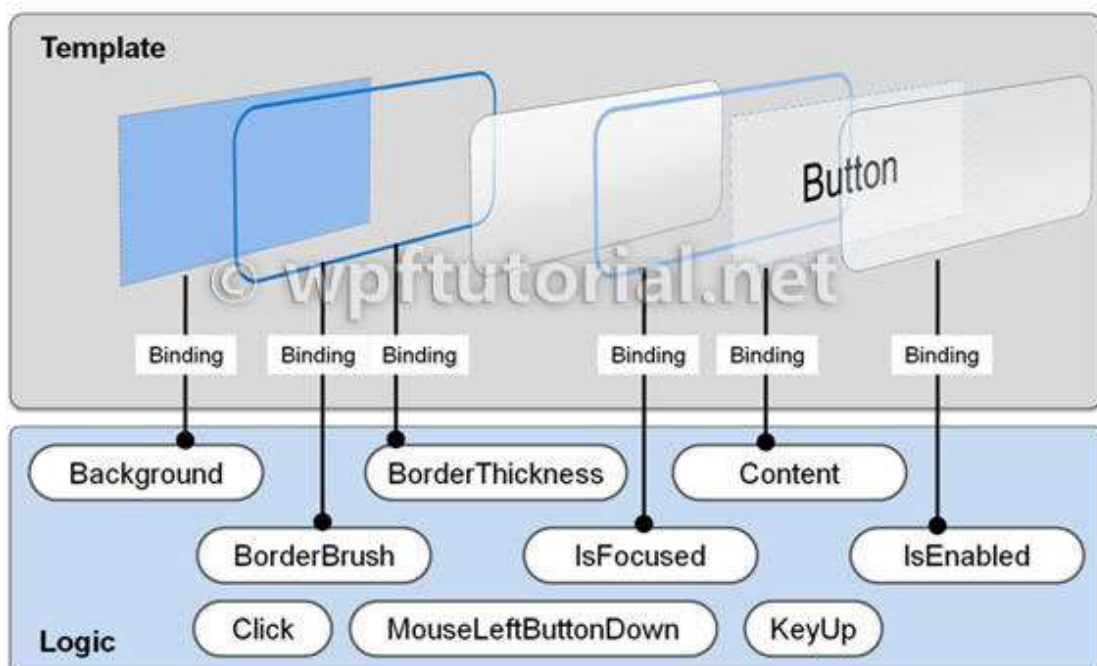 Template
Button
© wpftutorial.net
Binding Binding Binding Binding Binding Binding
Background BorderThickness Content
BorderBrush IsFocused IsEnabled
Click MouseLeftButtonDown KeyUp
Logic